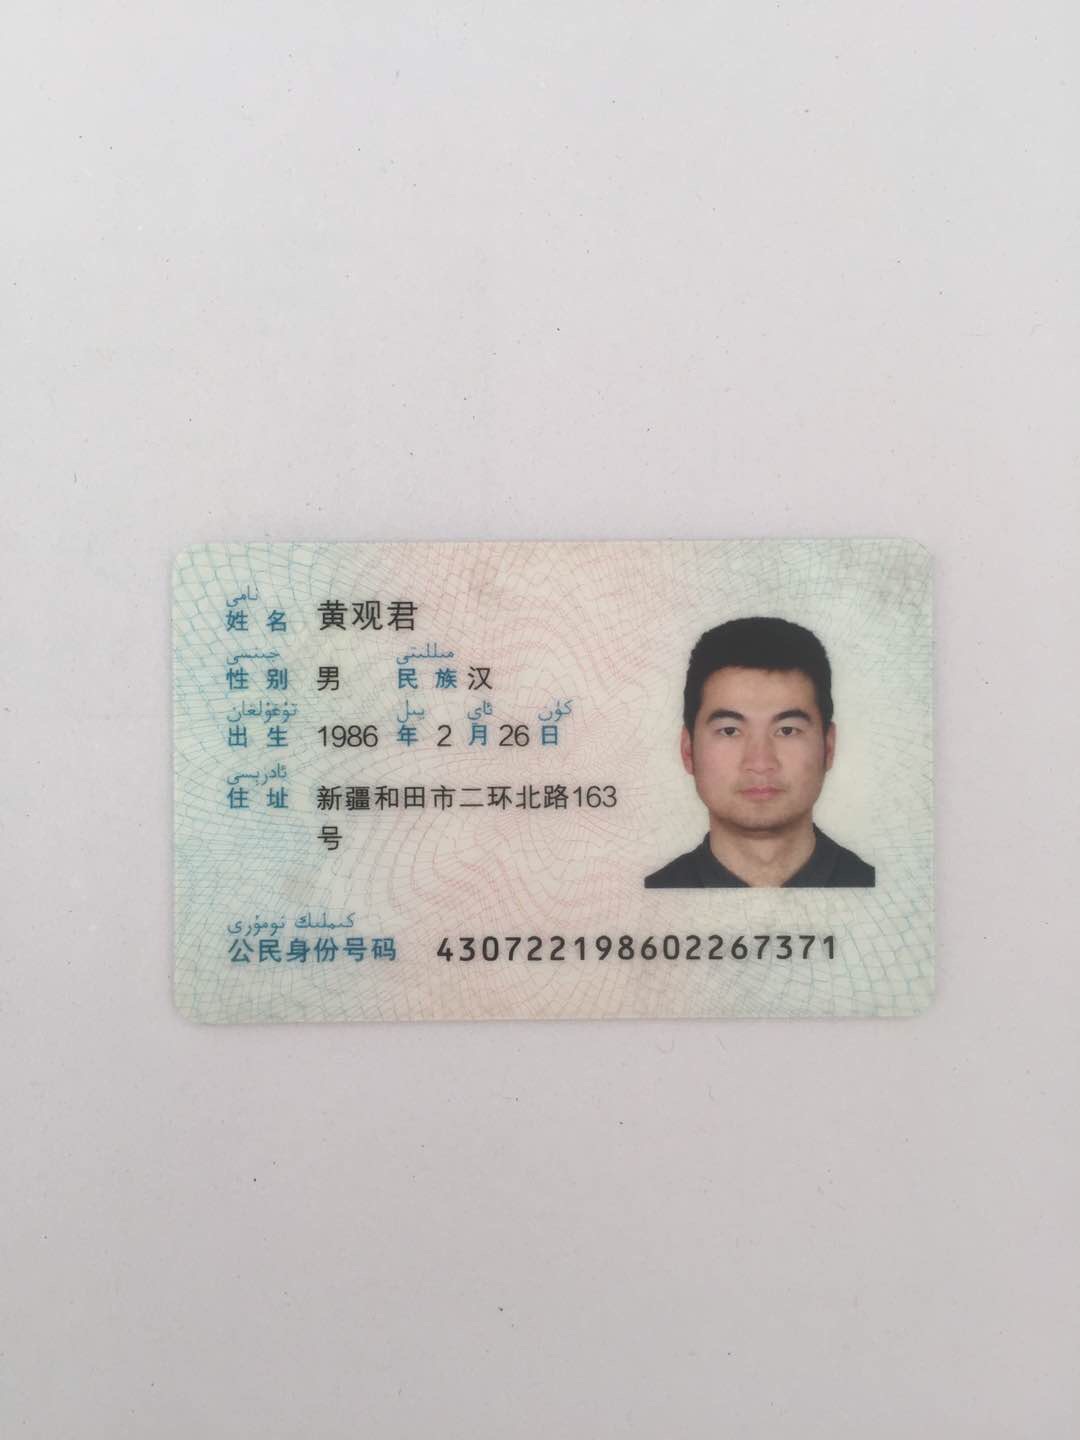 نامى
姓名 黄观君
جىنسى مىللىتى
性别 男 民族 汉
تۇغۇلغان يىل ئاي كۈن
出生 1986 年 2 月 26 日
ئادرېسى
住址 新疆和田市二环北路163
号
كىملىك نومۇرى
公民身份号码 430722198602267371